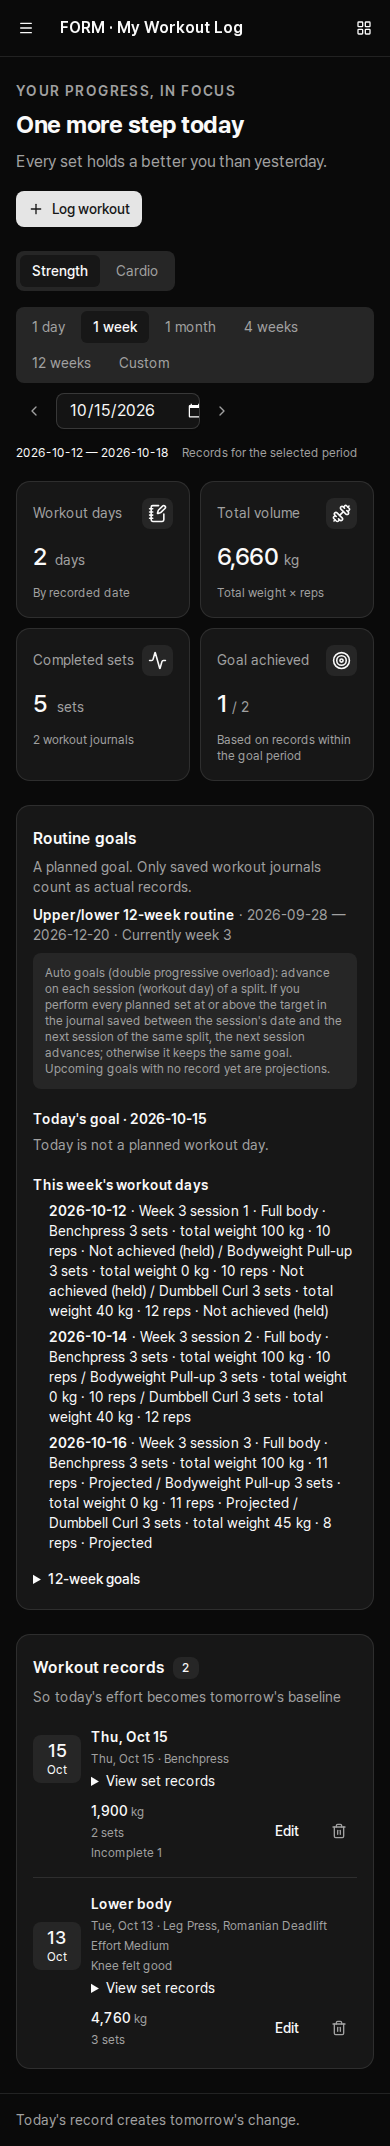 FORM · My Workout Log
YOUR PROGRESS, IN FOCUS
One more step today
Every set holds a better you than yesterday.
Log workout
Strength Cardio
1 day 1 week 1 month 4 weeks
12 weeks Custom
10/15/2026
2026-10-12 — 2026-10-18 Records for the selected period
Workout days
2 days
By recorded date
Total volume
6,660 kg
Total weight × reps
Completed sets
5 sets
2 workout journals
Goal achieved
1 / 2
Based on records within
the goal period
Routine goals
A planned goal. Only saved workout journals
count as actual records.
Upper/lower 12-week routine · 2026-09-28 —
2026-12-20 · Currently week 3
Auto goals (double progressive overload): advance
on each session (workout day) of a split. If you
perform every planned set at or above the target in
the journal saved between the session's date and the
next session of the same split, the next session
advances; otherwise it keeps the same goal.
Upcoming goals with no record yet are projections.
Today's goal · 2026-10-15
Today is not a planned workout day.
This week's workout days
2026-10-12 · Week 3 session 1 · Full body ·
Benchpress 3 sets · total weight 100 kg · 10
reps · Not achieved (held) / Bodyweight Pull-up
3 sets · total weight 0 kg · 10 reps · Not
achieved (held) / Dumbbell Curl 3 sets · total
weight 40 kg · 12 reps · Not achieved (held)
2026-10-14 · Week 3 session 2 · Full body ·
Benchpress 3 sets · total weight 100 kg · 10
reps / Bodyweight Pull-up 3 sets · total weight
0 kg · 10 reps / Dumbbell Curl 3 sets · total
weight 40 kg · 12 reps
2026-10-16 · Week 3 session 3 · Full body ·
Benchpress 3 sets · total weight 100 kg · 11
reps · Projected / Bodyweight Pull-up 3 sets ·
total weight 0 kg · 11 reps · Projected /
Dumbbell Curl 3 sets · total weight 45 kg · 8
reps · Projected
12-week goals
Workout records 2
So today's effort becomes tomorrow's baseline
15
Oct
Thu, Oct 15
Thu, Oct 15 · Benchpress
View set records
1,900 kg
2 sets
Incomplete 1
Edit
13
Oct
Lower body
Tue, Oct 13 · Leg Press, Romanian Deadlift
Effort Medium
Knee felt good
View set records
4,760 kg
3 sets
Edit
Today's record creates tomorrow's change.